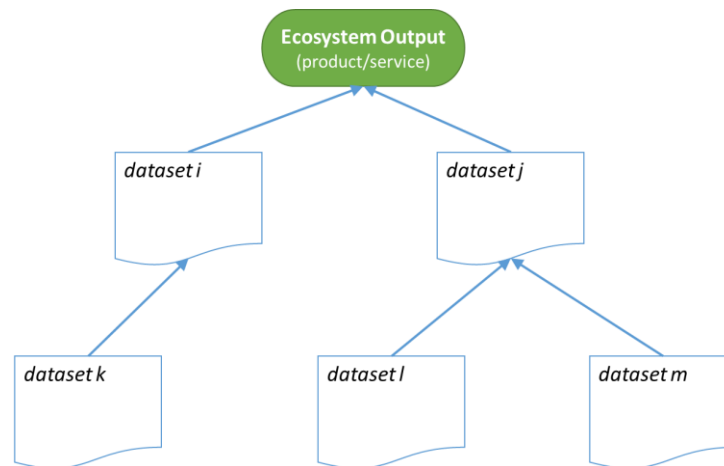 Ecosystem Output
(product/service)
dataset i
dataset j
dataset k
dataset l
dataset m